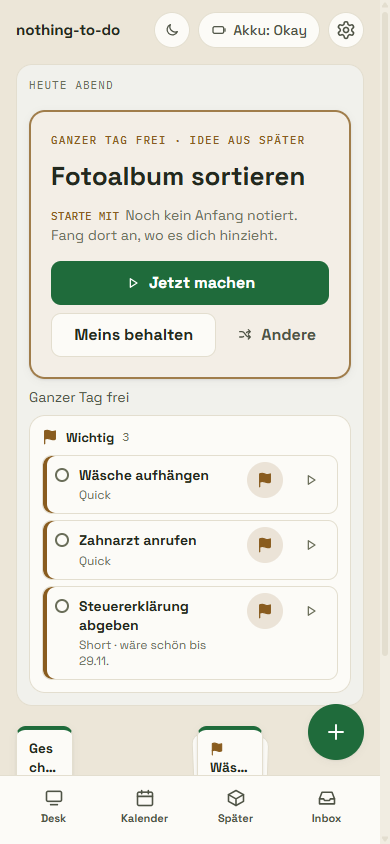 nothing-to-do
Akku: Okay
HEUTE ABEND
GANZER TAG FREI · IDEE AUS SPÄTER
Fotoalbum sortieren
STARTE MIT Noch kein Anfang notiert.
Fang dort an, wo es dich hinzieht.
Jetzt machen
Meins behalten
Andere
Ganzer Tag frei
Wichtig 3
Wäsche aufhängen
Quick
Zahnarzt anrufen
Quick
Steuererklärung
abgeben
Short · wäre schön bis
29.11.
Ges
ch...
Wäs...
Desk
Kalender
Später
Inbox